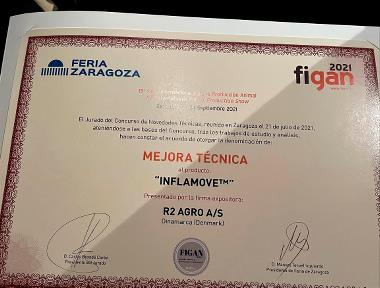 FERIA
ZARAGOZA
2021
figan
Production Show
Septiembre 2021
El Jurado del Concurso de Novedades Técnicas, reunido en Zaragoza el 21 de julio de 2021,
ateniéndose a las bases del Concurso, tras los trabajos de estudio y análisis,
hacen constar el acuerdo de otorgar la denominación de:
MEJORA TÉCNICA
al producto:
"INFLAMOVE™"
Presentado por la firma expositora:
R2 AGRO A/S
Dinamarca (Denmark)
FIGAN
Presidente de Feria de Zaragoza